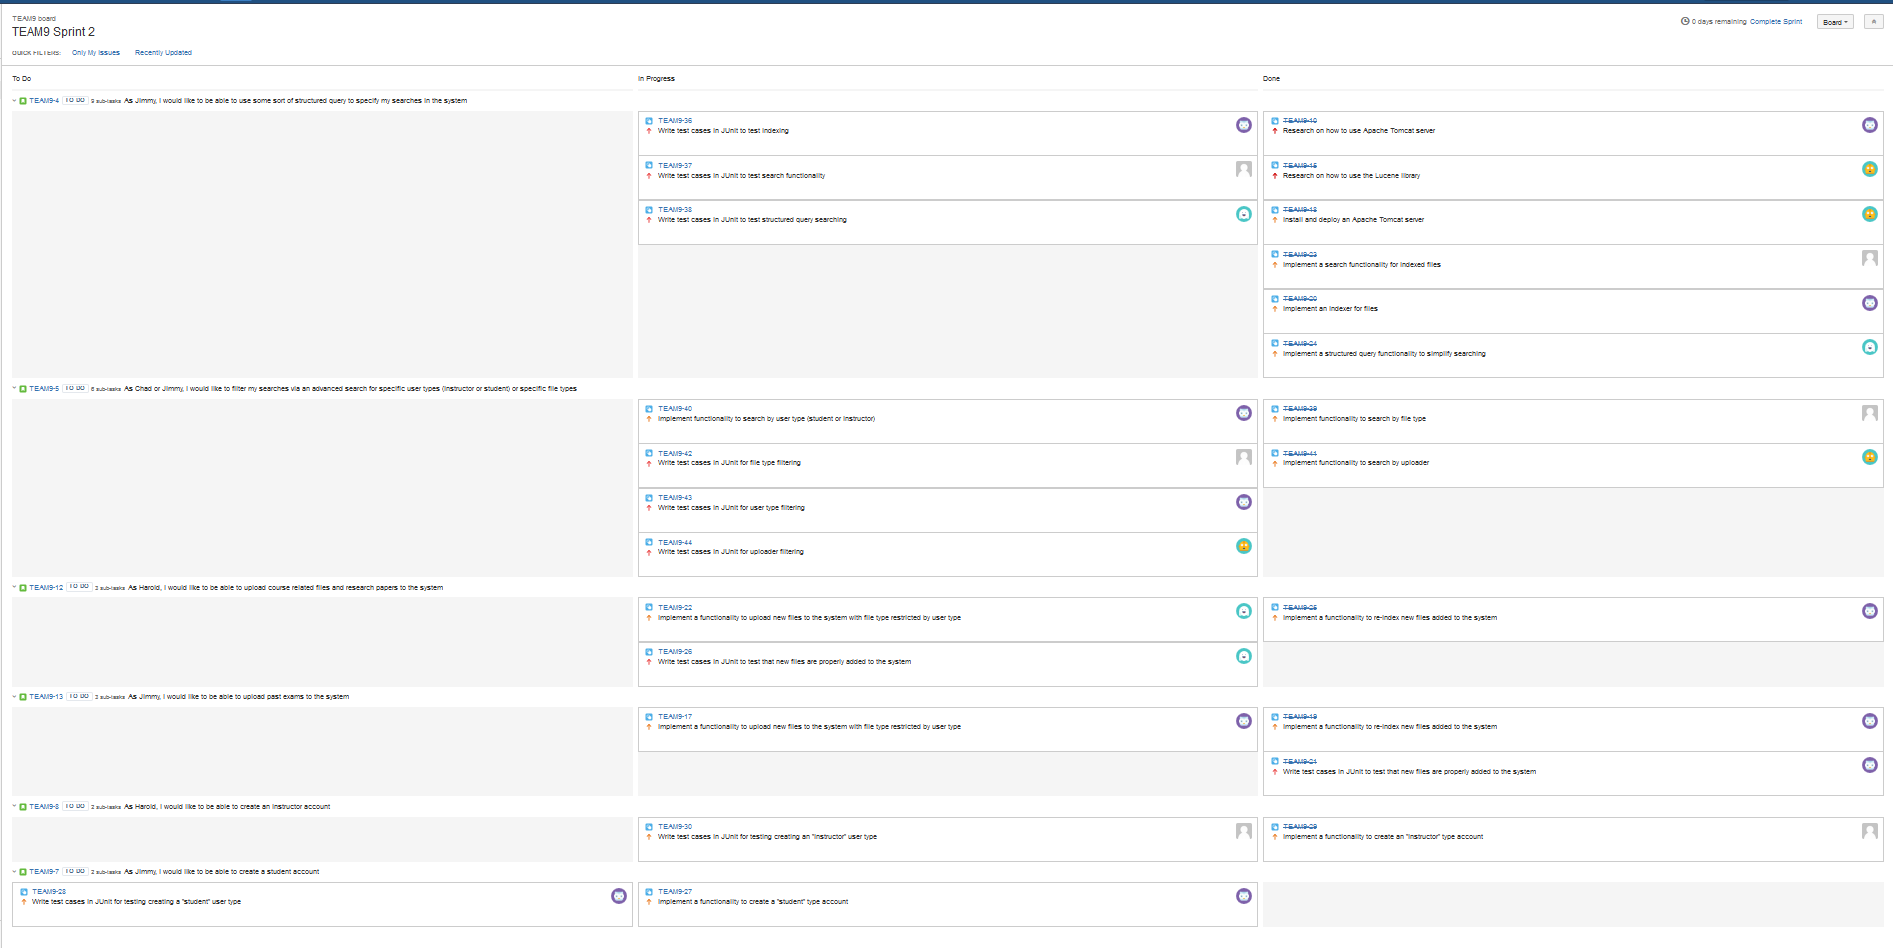 TEAM9 board
TEAM9 Sprint 2
0 days remaining Complete Sprint Board
QUICK FILTERS: Only My Issues Recently Updated
To Do In Progress Done
TEAM9-4 TO DO 9 sub-tasks As Jimmy, I would like to be able to use some sort of structured query to specify my searches in the system
TEAM9-36
Write test cases in JUnit to test indexing
TEAM9-37
Write test cases in JUnit to test search functionality
TEAM9-38
Write test cases in JUnit to test structured query searching
TEAM9-10
Research on how to use Apache Tomcat server
TEAM9-15
Research on how to use the Lucene library
TEAM9-18
Install and deploy an Apache Tomcat server
TEAM9-23
Implement a search functionality for indexed files
TEAM9-20
Implement an indexer for files
TEAM9-24
Implement a structured query functionality to simplify searching
TEAM9-5 TO DO 6 sub-tasks As Chad or Jimmy, I would like to filter my searches via an advanced search for specific user types (instructor or student) or specific file types
TEAM9-40
Implement functionality to search by user type (student or instructor)
TEAM9-42
Write test cases in JUnit for file type filtering
TEAM9-43
Write test cases in JUnit for user type filtering
TEAM9-44
Write test cases in JUnit for uploader filtering
TEAM9-39
Implement functionality to search by file type
TEAM9-41
Implement functionality to search by uploader
TEAM9-12 TO DO 3 sub-tasks As Harold, I would like to be able to upload course related files and research papers to the system
TEAM9-22
Implement a functionality to upload new files to the system with file type restricted by user type
TEAM9-26
Write test cases in JUnit to test that new files are properly added to the system
TEAM9-25
Implement a functionality to re-index new files added to the system
TEAM9-13 TO DO 3 sub-tasks As Jimmy, I would like to be able to upload past exams to the system
TEAM9-17
Implement a functionality to upload new files to the system with file type restricted by user type
TEAM9-19
Implement a functionality to re-index new files added to the system
TEAM9-21
Write test cases in JUnit to test that new files are properly added to the system
TEAM9-8 TO DO 2 sub-tasks As Harold, I would like to be able to create an instructor account
TEAM9-30
Write test cases in JUnit for testing creating an "instructor" user type
TEAM9-29
Implement a functionality to create an "instructor" type account
TEAM9-7 TO DO 2 sub-tasks As Jimmy, I would like to be able to create a student account
TEAM9-28
Write test cases in JUnit for testing creating a "student" user type
TEAM9-27
Implement a functionality to create a "student" type account